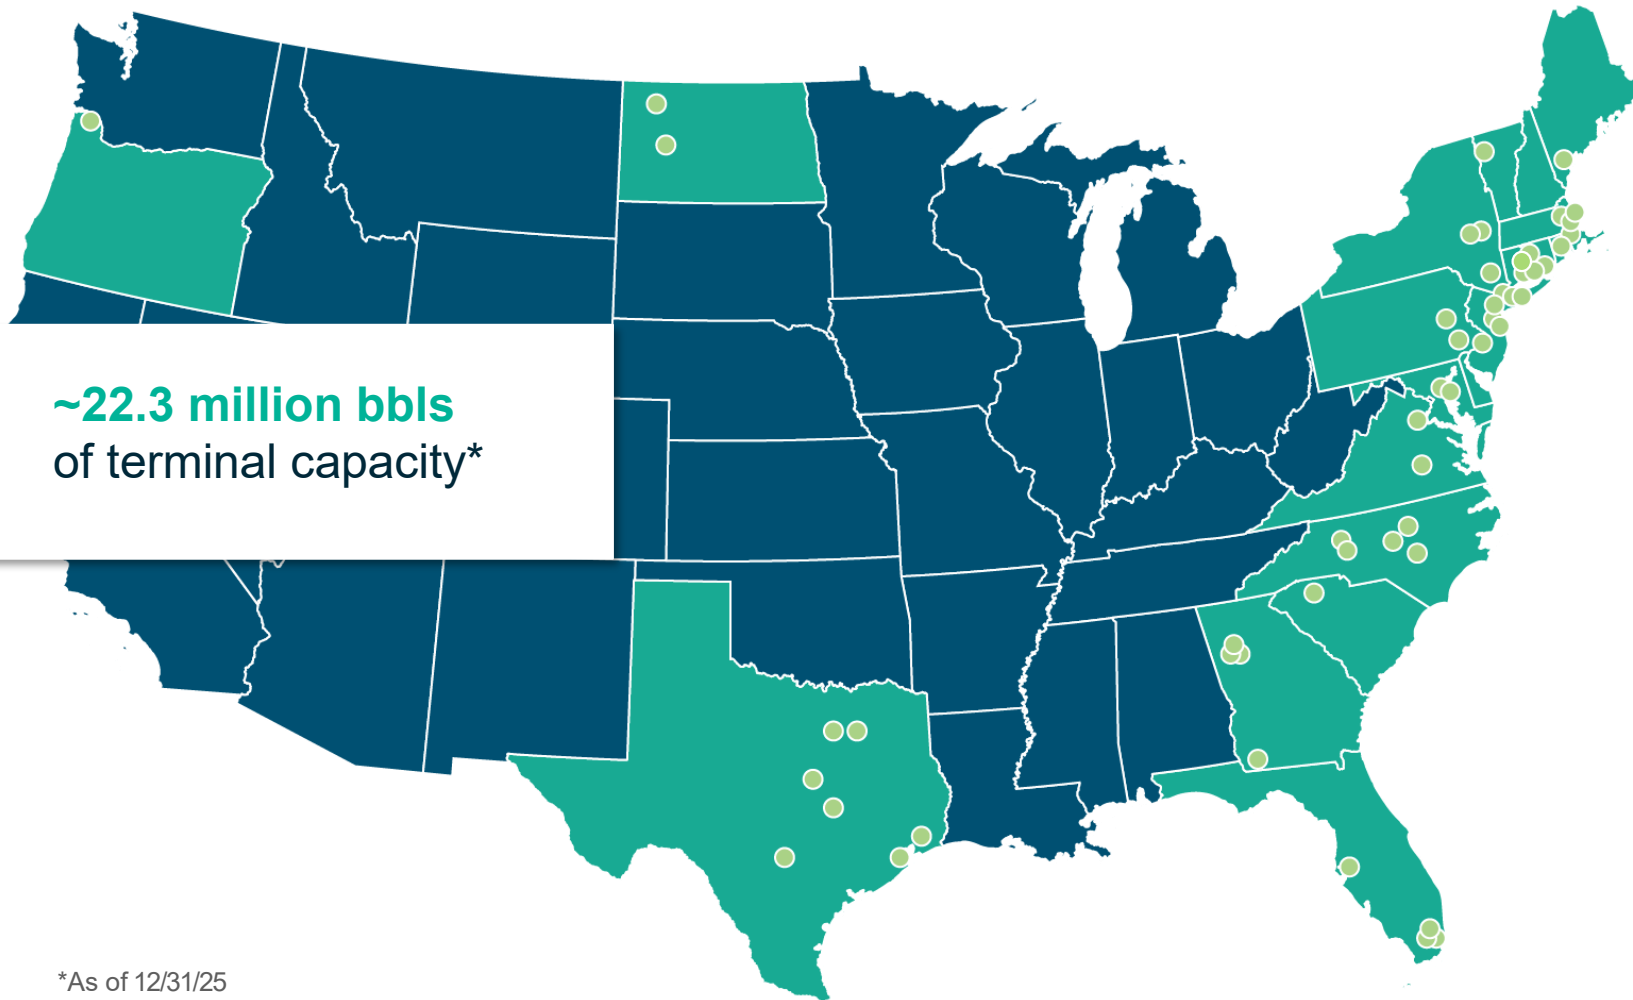 ~22.3 million bbls
of terminal capacity*
*As of 12/31/25